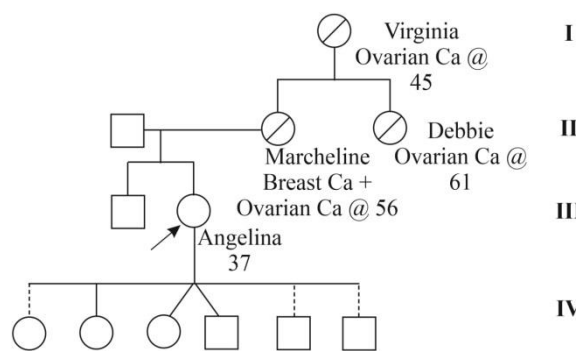 Virginia
I
Ovarian Ca @
45
II
Marcheline
Breast Ca +
Ovarian Ca @ 56
Debbie
Ovarian Ca @
61
III
Angelina
37
IV